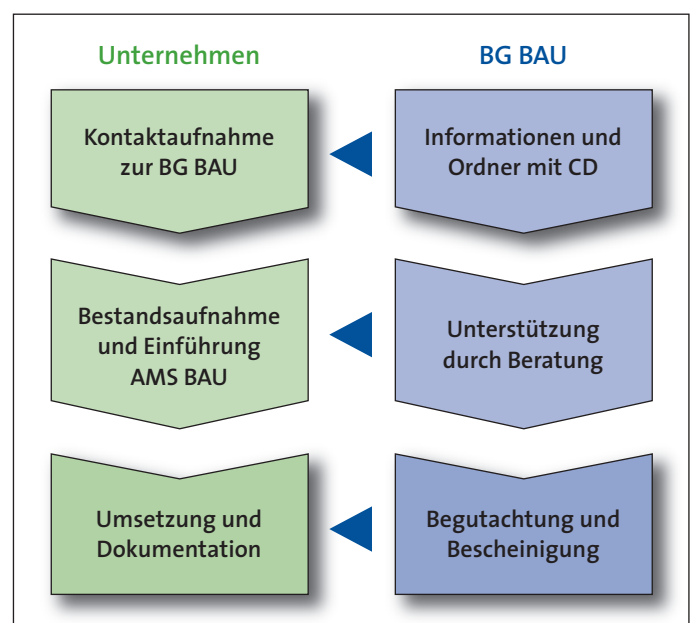 Unternehmen
BG BAU
Kontaktaufnahme
zur BG BAU
Informationen und
Ordner mit CD
Bestandsaufnahme
und Einführung
AMS BAU
Unterstützung
durch Beratung
Umsetzung und
Dokumentation
Begutachtung und
Bescheinigung